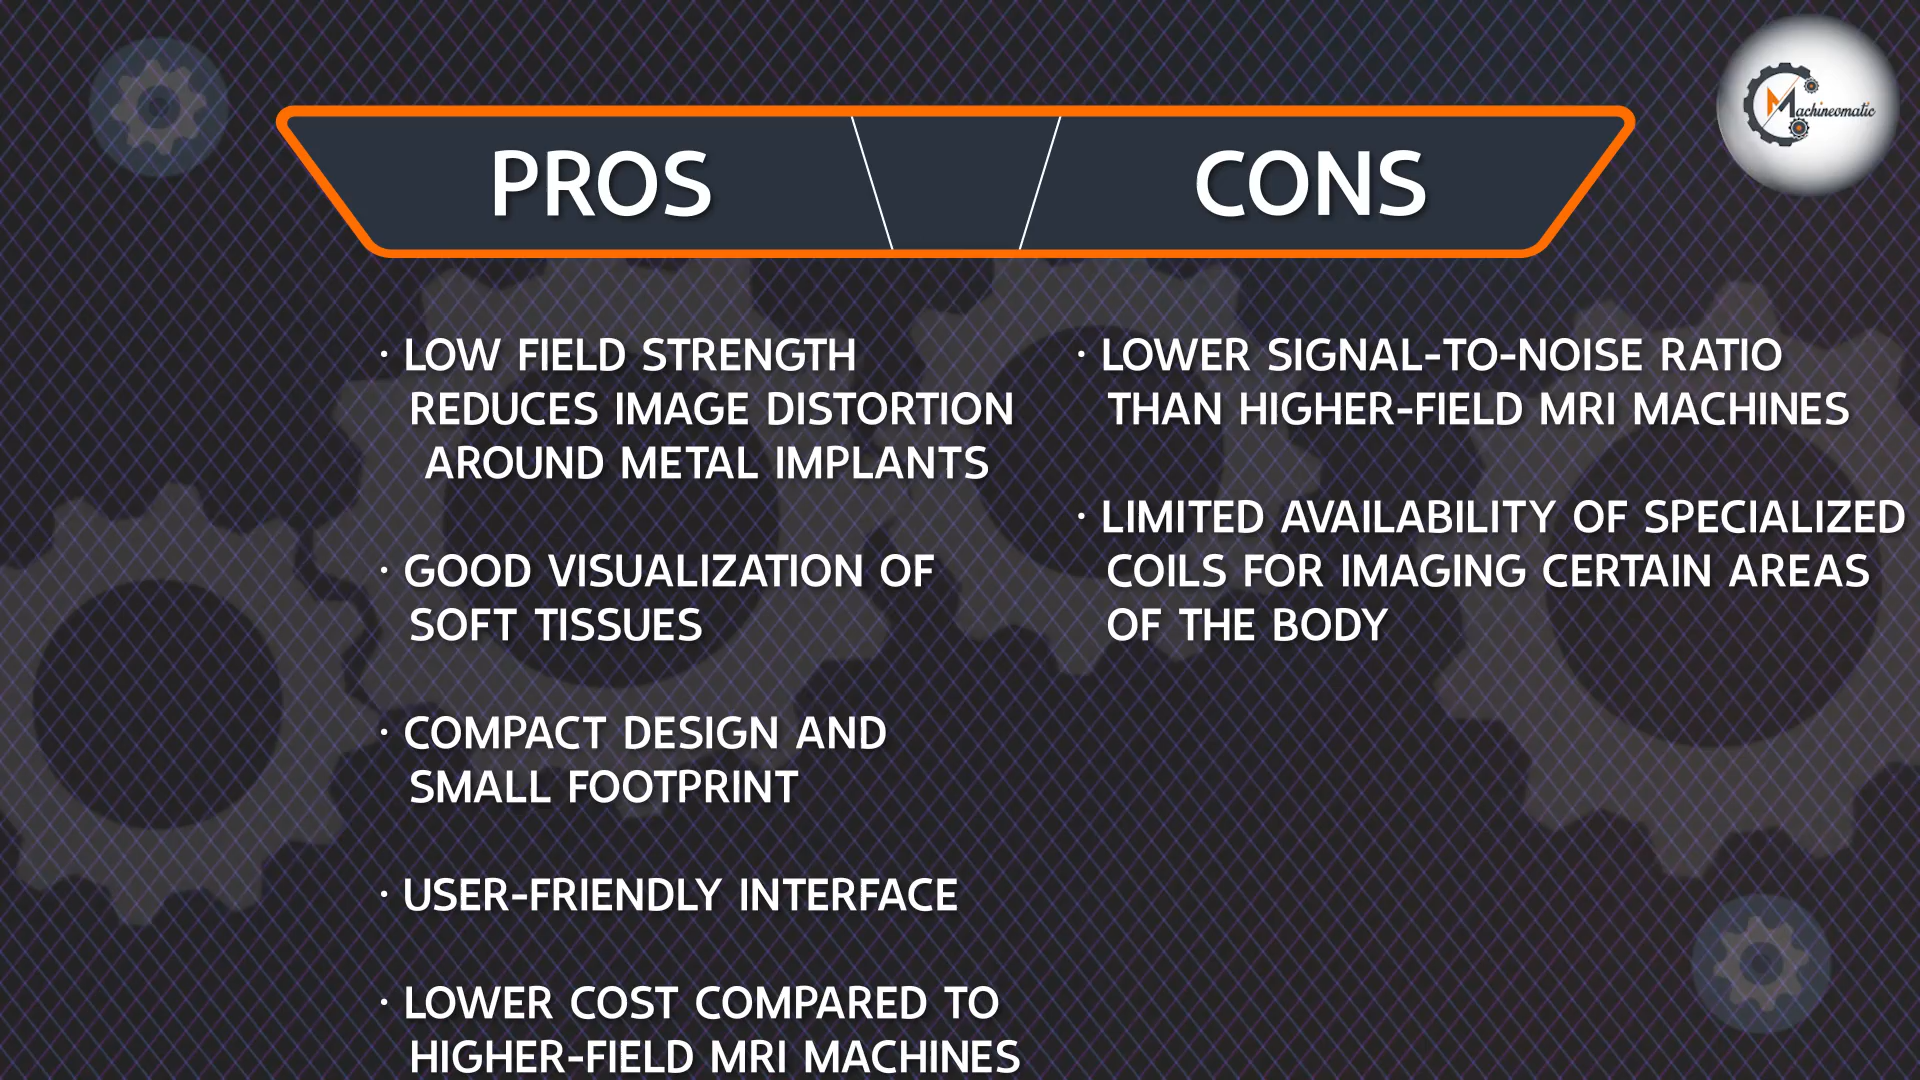 Machineomatic
PROS
CONS
· LOW FIELD STRENGTH
REDUCES IMAGE DISTORTION
AROUND METAL IMPLANTS
· GOOD VISUALIZATION OF
SOFT TISSUES
· COMPACT DESIGN AND
SMALL FOOTPRINT
· USER-FRIENDLY INTERFACE
· LOWER COST COMPARED TO
HIGHER-FIELD MRI MACHINES
· LOWER SIGNAL-TO-NOISE RATIO
THAN HIGHER-FIELD MRI MACHINES
· LIMITED AVAILABILITY OF SPECIALIZED
COILS FOR IMAGING CERTAIN AREAS
OF THE BODY